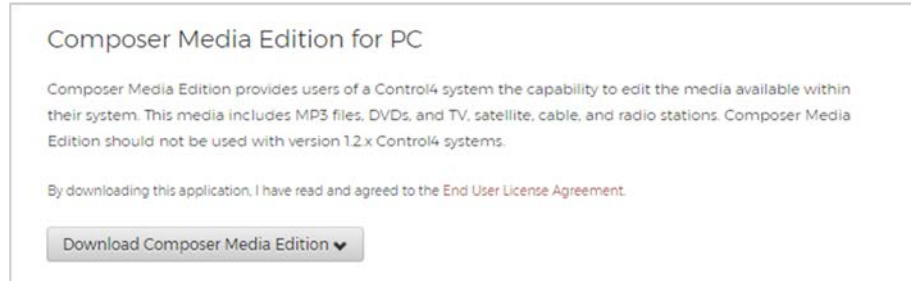 Composer Media Edition for PC
Composer Media Edition provides users of a Control4 system the capability to edit the media available within
their system. This media includes MP3 files, DVDs, and TV, satellite, cable, and radio stations. Composer Media
Edition should not be used with version 1.2.x Control4 systems.
By downloading this application, I have read and agreed to the End User License Agreement.
Download Composer Media Edition